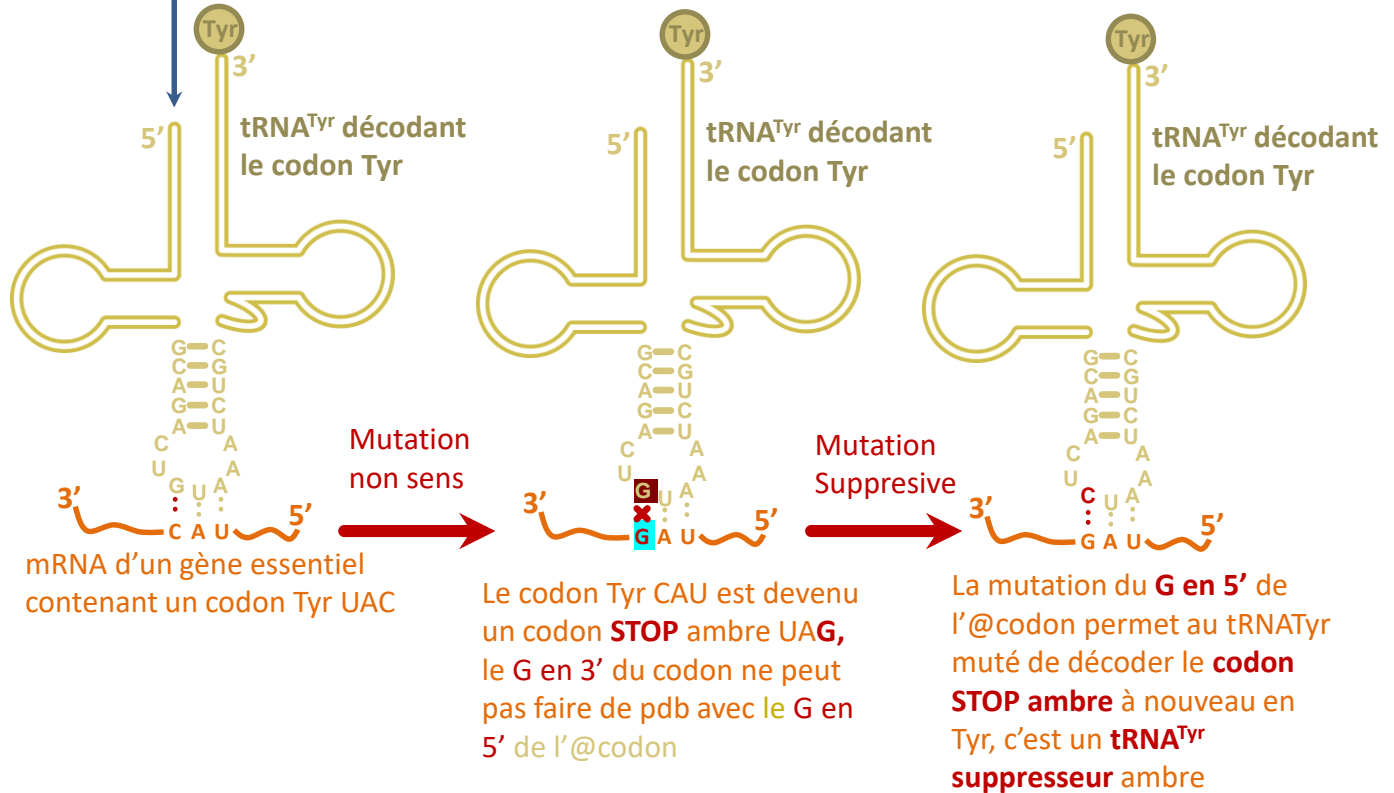 Tyr
3’
5’
tRNATyr décodant
le codon Tyr
G C
C G
A U
G C
A U
C A
U A
G U A
3’ 5’
C A U
mRNA d’un gène essentiel
contenant un codon Tyr UAC
Mutation
non sens
Tyr
3’
5’
tRNATyr décodant
le codon Tyr
G C
C G
A U
G C
A U
C A
U A
G U A
3’ 5’
G A U
Le codon Tyr CAU est devenu
un codon STOP ambre UAG,
le G en 3’ du codon ne peut
pas faire de pdb avec le G en
5’ de l’@codon
Mutation
Suppresive
Tyr
3’
5’
tRNATyr décodant
le codon Tyr
G C
C G
A U
G C
A U
C A
U A
C U A
3’ 5’
G A U
La mutation du G en 5’ de
l’@codon permet au tRNATyr
muté de décoder le codon
STOP ambre à nouveau en
Tyr, c’est un tRNATyr
suppresseur ambre